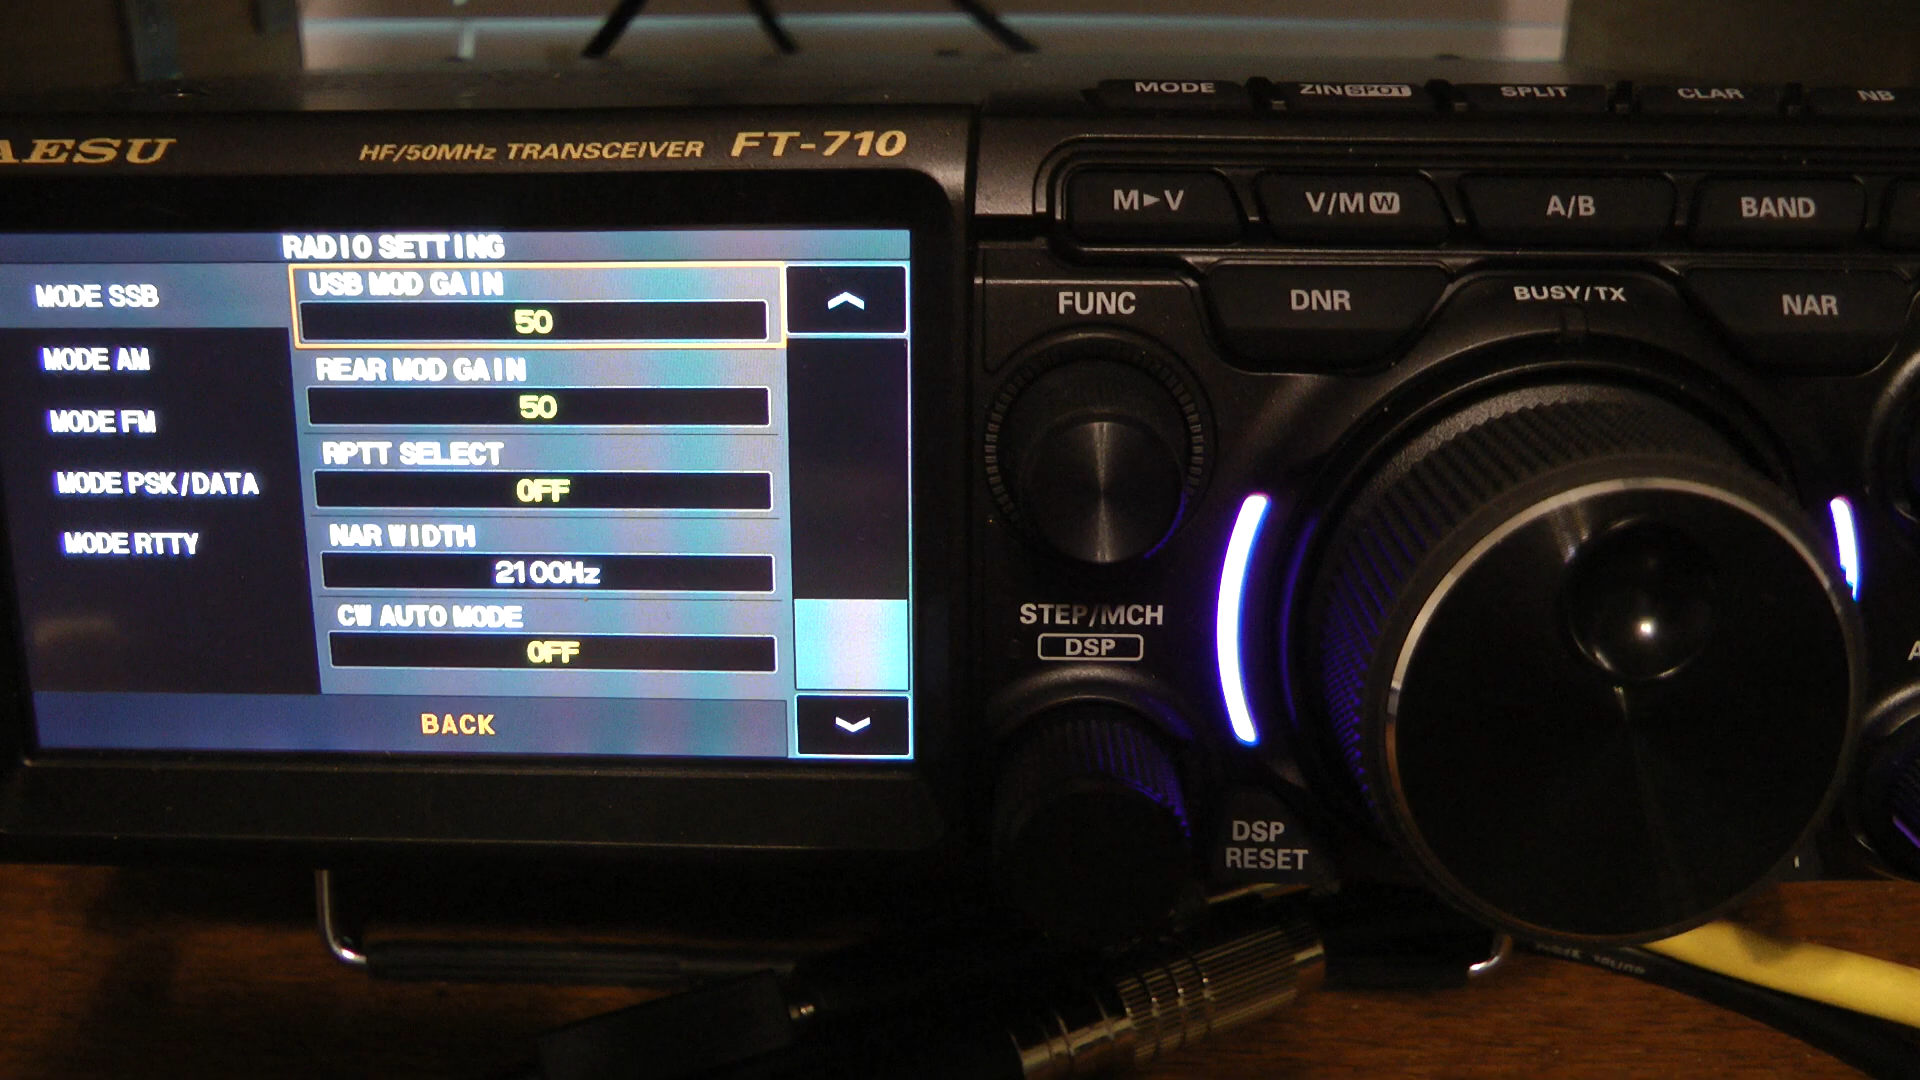 MODE
ZIN SPOT
SPLIT
CLAR
NB
AESU
HF/50MHz TRANSCEIVER FT-710
M►V
V/M W
A/B
BAND
RADIO SETTING
MODE SSB
MODE AM
MODE FM
MODE PSK/DATA
MODE RTTY
USB MOD GAIN
50
REAR MOD GAIN
50
RPTT SELECT
OFF
NAR WIDTH
2100Hz
CW AUTO MODE
OFF
BACK
FUNC
DNR
BUSY/TX
NAR
STEP/MCH
DSP
DSP
RESET